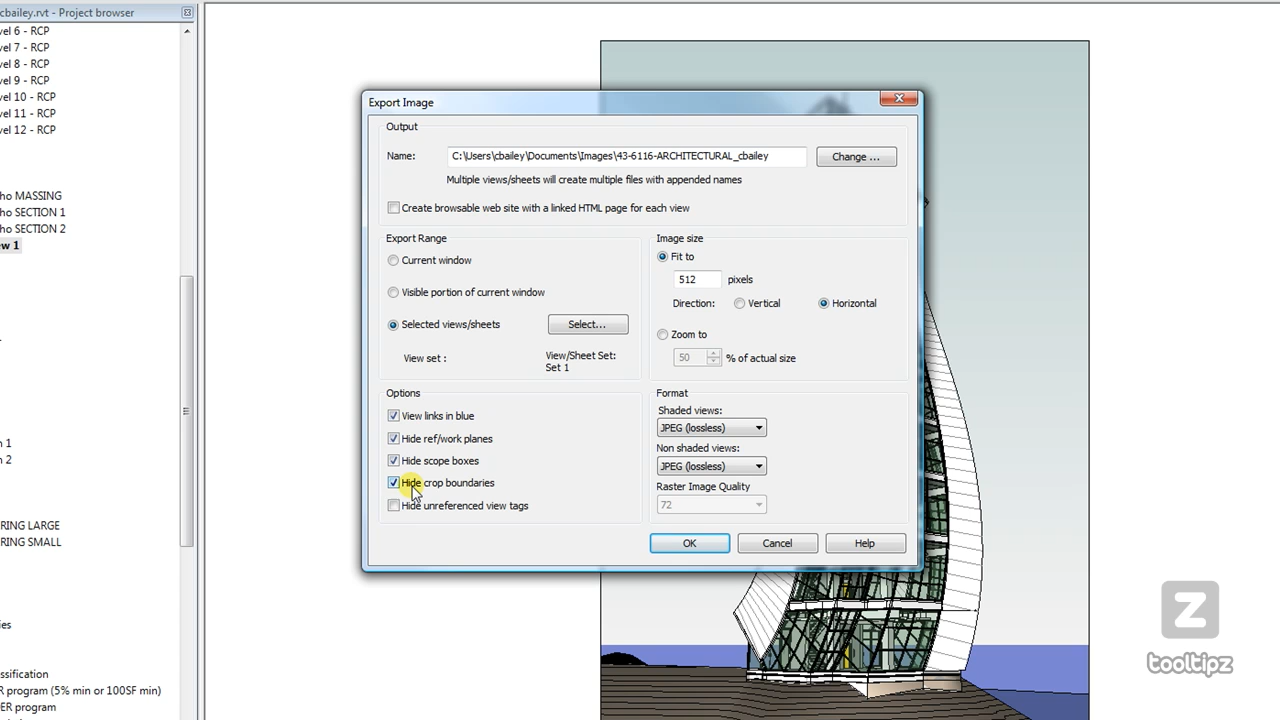 cbailey.rvt - Project browser
vel 6 - RCP
vel 7 - RCP
vel 8 - RCP
vel 9 - RCP
vel 10 - RCP
vel 11 - RCP
vel 12 - RCP
ho MASSING
ho SECTION 1
ho SECTION 2
ew 1
n 1
n 2
RING LARGE
RING SMALL
ies
ssification
R program (5% min or 100SF min)
ER program
Export Image
Output
Name:
C:\Users\cbailey\Documents\Images\43-6116-ARCHITECTURAL_cbailey
Change ...
Multiple views/sheets will create multiple files with appended names
Create browsable web site with a linked HTML page for each view
Export Range
Current window
Visible portion of current window
Selected views/sheets
Select...
View set :
View/Sheet Set:
Set 1
Image size
Fit to
512 pixels
Direction: Vertical Horizontal
Zoom to
50 % of actual size
Options
View links in blue
Hide ref/work planes
Hide scope boxes
Hide crop boundaries
Hide unreferenced view tags
Format
Shaded views:
JPEG (lossless)
Non shaded views:
JPEG (lossless)
Raster Image Quality
72
OK Cancel Help
Z
tooltipz